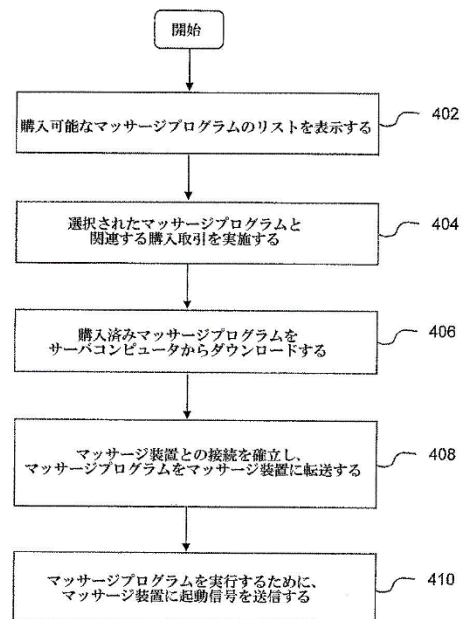 開始
購入可能なマッサージプログラムのリストを表示する
402
選択されたマッサージプログラムと
関連する購入取引を実施する
404
購入済みマッサージプログラムを
サーバコンピュータからダウンロードする
406
マッサージ装置との接続を確立し、
マッサージプログラムをマッサージ装置に転送する
408
マッサージプログラムを実行するために、
マッサージ装置に起動信号を送信する
410